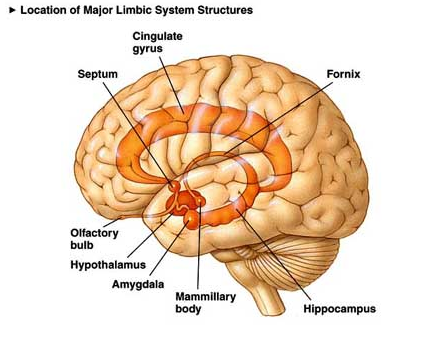 ► Location of Major Limbic System Structures
Cingulate
gyrus
Septum
Fornix
Olfactory
bulb
Hypothalamus
Amygdala
Mammillary
body
Hippocampus